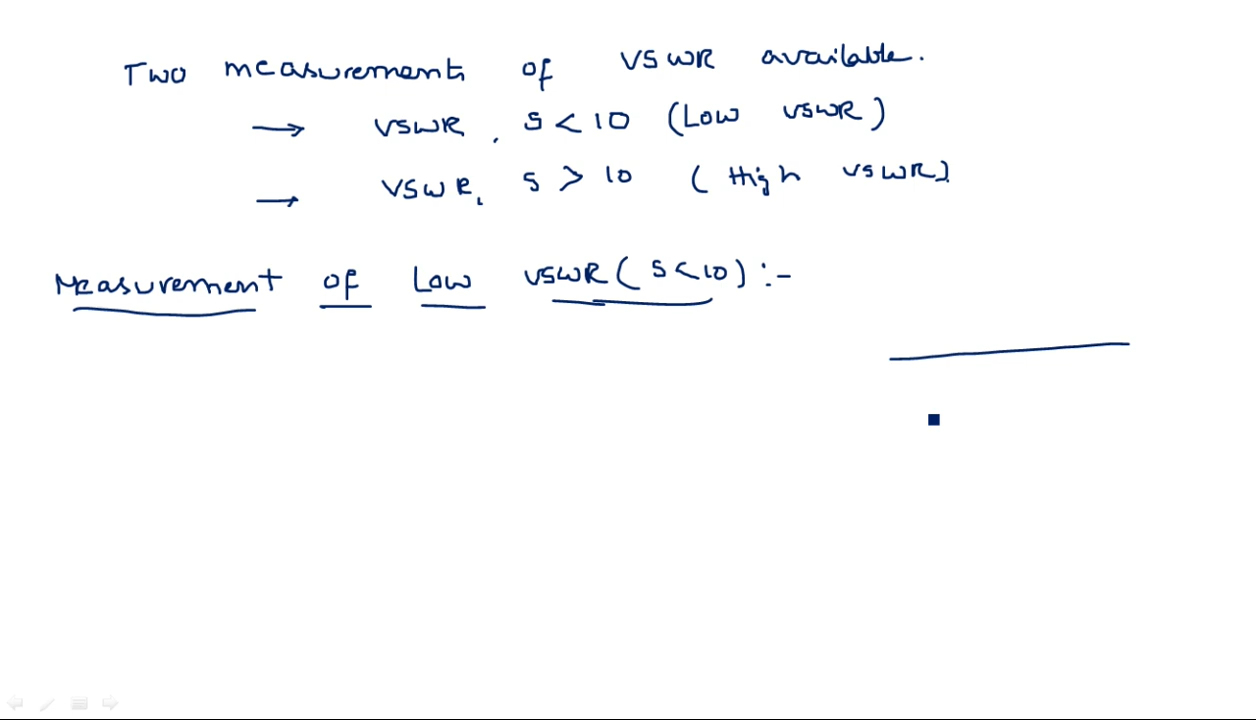 Two measurements of VSWR available.
→ VSWR, S < 10 (Low VSWR)
→ VSWR, S > 10 (High VSWR)
Measurement of Low VSWR (S<10) :-